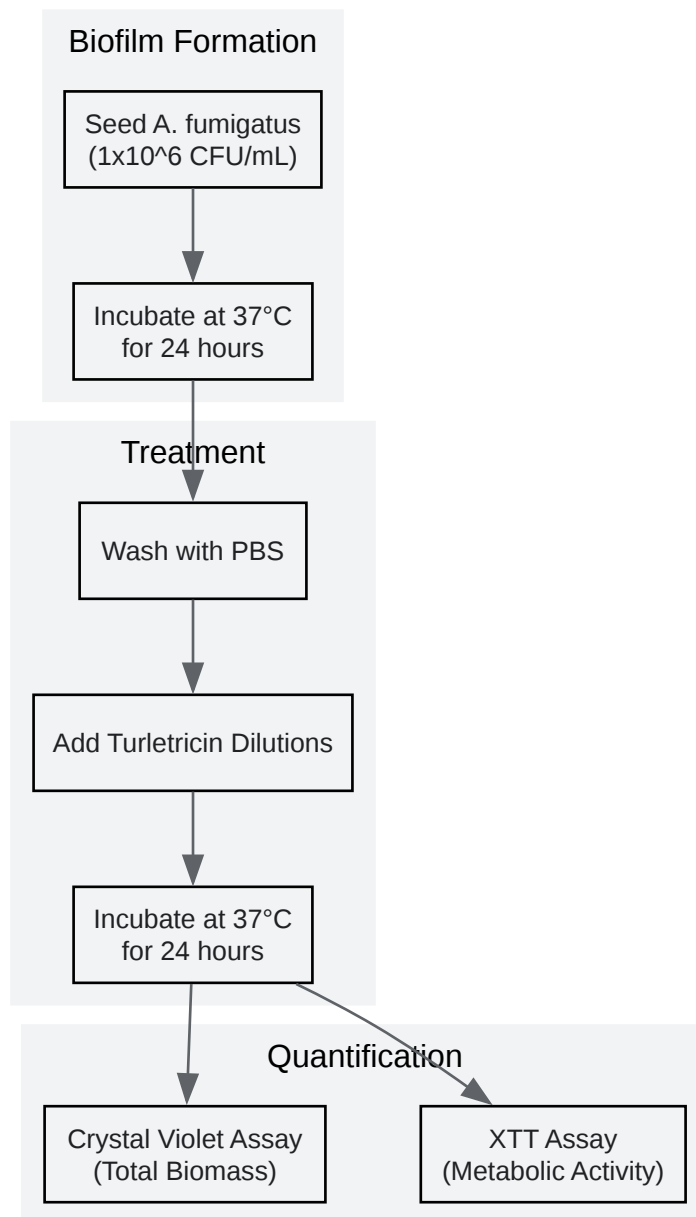 Biofilm Formation
Seed A. fumigatus
(1x10^6 CFU/mL)
Incubate at 37°C
for 24 hours
Treatment
Wash with PBS
Add Turletricin Dilutions
Incubate at 37°C
for 24 hours
Quantification
Crystal Violet Assay
(Total Biomass)
XTT Assay
(Metabolic Activity)